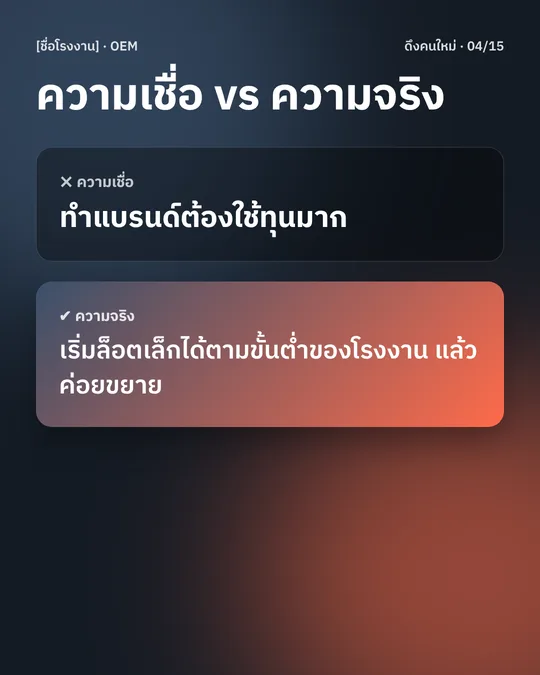 [ชื่อโรงงาน] · OEM
ดึงคนใหม่ · 04/15
ความเชื่อ vs ความจริง
✕ ความเชื่อ
ทำแบรนด์ต้องใช้ทุนมาก
✔ ความจริง
เริ่มล็อตเล็กได้ตามขั้นต่ำของโรงงาน แล้ว
ค่อยขยาย